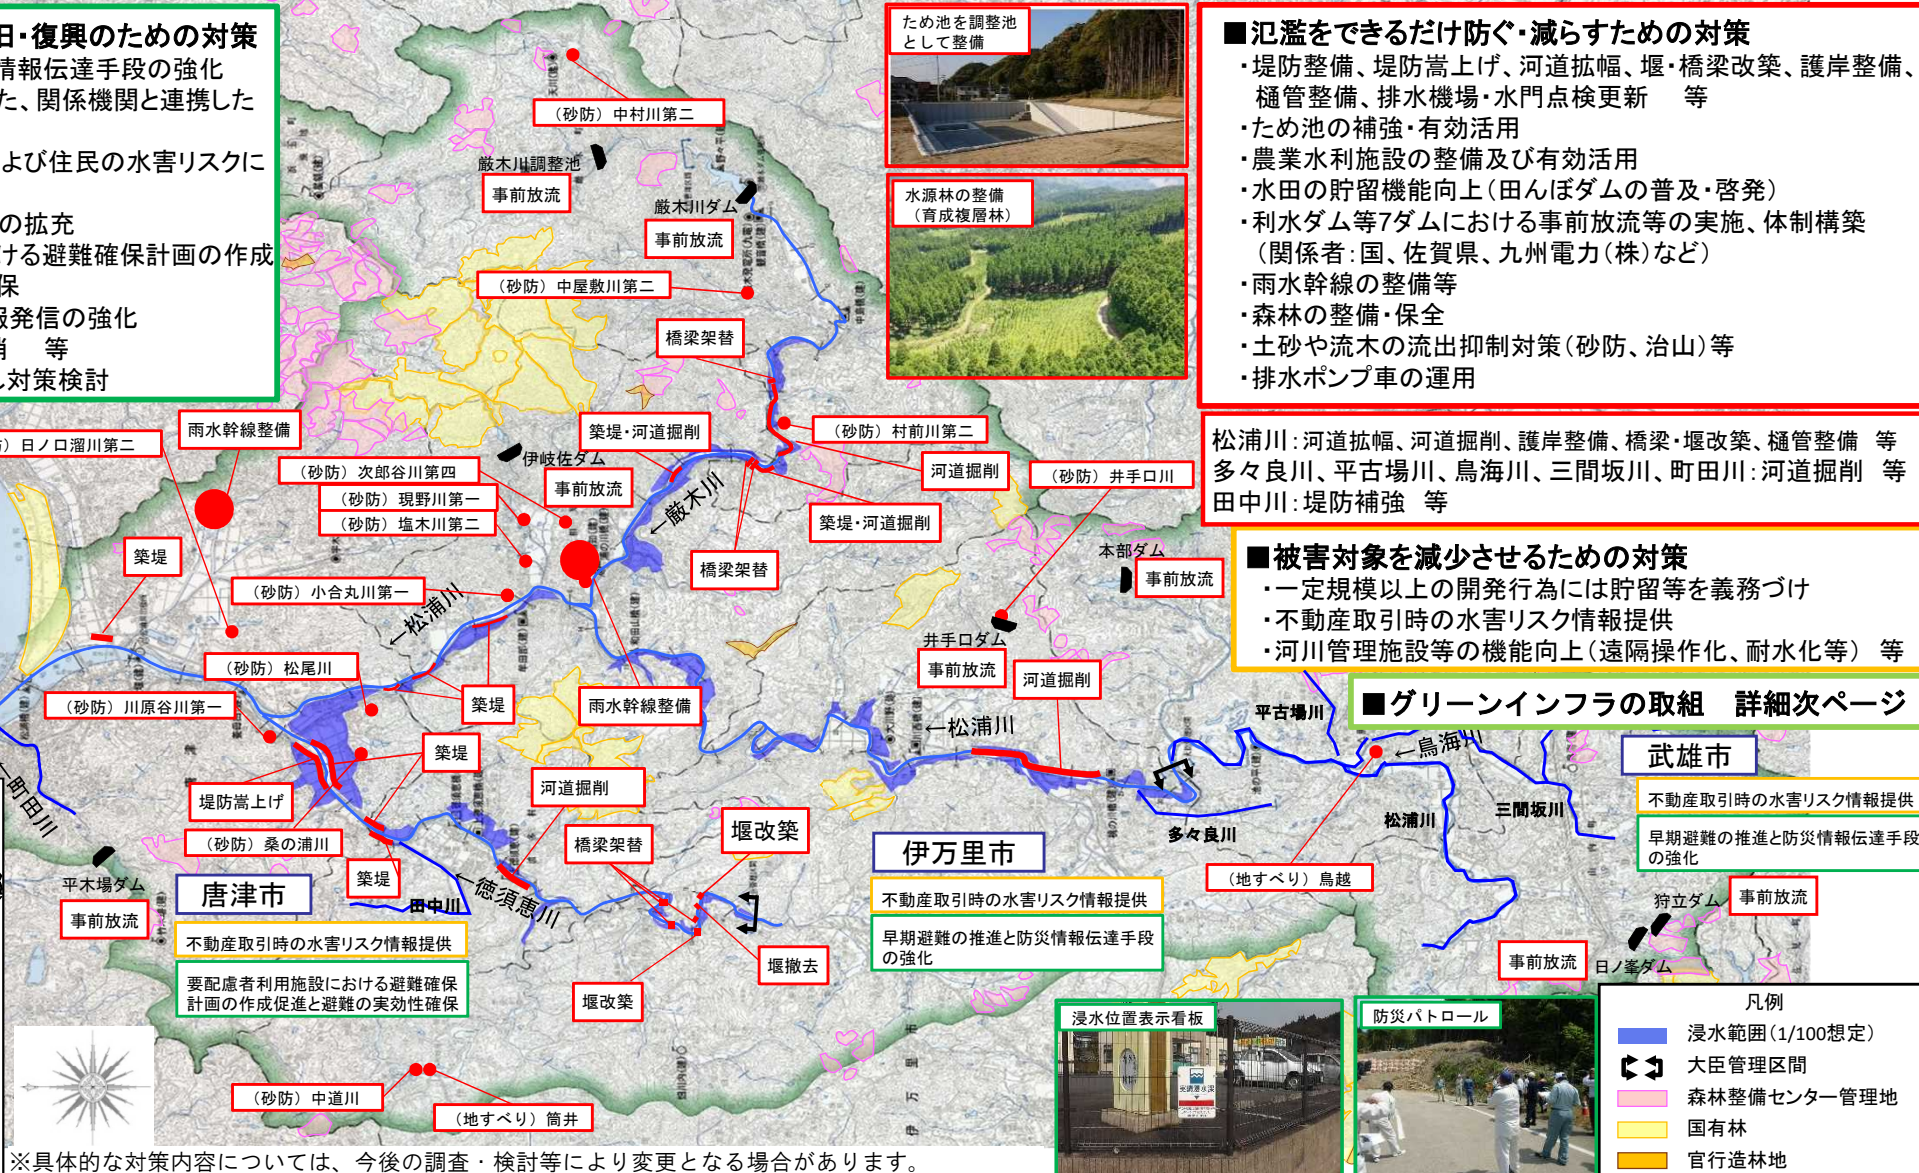 田・復興のための対策
情報伝達手段の強化
た、関係機関と連携した
よび住民の水害リスクに
の拡充
ける避難確保計画の作成
保
報発信の強化
等
対策検討
ため池を調整池
として整備
水源林の整備
（育成複層林）
■氾濫をできるだけ防ぐ・減らすための対策
・堤防整備、堤防嵩上げ、河道拡幅、堰・橋梁改築、護岸整備、
樋管整備、排水機場・水門点検更新　等
・ため池の補強・有効活用
・農業水利施設の整備及び有効活用
・水田の貯留機能向上（田んぼダムの普及・啓発）
・利水ダム等7ダムにおける事前放流等の実施、体制構築
（関係者：国、佐賀県、九州電力（株）など）
・雨水幹線の整備等
・森林の整備・保全
・土砂や流木の流出抑制対策（砂防、治山）等
・排水ポンプ車の運用
松浦川：河道拡幅、河道掘削、護岸整備、橋梁・堰改築、樋管整備　等
多々良川、平古場川、鳥海川、三間坂川、町田川：河道掘削　等
田中川：堤防補強　等
■被害対象を減少させるための対策
・一定規模以上の開発行為には貯留等を義務づけ
・不動産取引時の水害リスク情報提供
・河川管理施設等の機能向上（遠隔操作化、耐水化等）　等
■グリーンインフラの取組　詳細次ページ
（砂防）中村川第二
厳木川調整池
事前放流
厳木川ダム
事前放流
（砂防）中屋敷川第二
橋梁架替
築堤・河道掘削
（砂防）村前川第二
河道掘削
築堤・河道掘削
橋梁架替
←厳木川
）日ノ口溜川第二
雨水幹線整備
（砂防）次郎谷川第四
（砂防）現野川第一
（砂防）塩木川第二
伊岐佐ダム
事前放流
（砂防）井手口川
本部ダム
事前放流
築堤
（砂防）小合丸川第一
←松浦川
井手口ダム
事前放流
（砂防）松尾川
（砂防）川原谷川第一
築堤
雨水幹線整備
河道掘削
←松浦川
平古場川
←鳥海川
武雄市
不動産取引時の水害リスク情報提供
早期避難の推進と防災情報伝達手段
の強化
三間坂川
松浦川
多々良川
（地すべり）鳥越
←町田川
堤防嵩上げ
築堤
河道掘削
橋梁架替
堰改築
（砂防）桑の浦川
築堤
平木場ダム
事前放流
唐津市
不動産取引時の水害リスク情報提供
要配慮者利用施設における避難確保
計画の作成促進と避難の実効性確保
田中川
←徳須恵川
堰撤去
堰改築
伊万里市
不動産取引時の水害リスク情報提供
早期避難の推進と防災情報伝達手段
の強化
狩立ダム
事前放流
事前放流
日ノ峯ダム
（砂防）中道川
（地すべり）筒井
浸水位置表示看板
防災パトロール
凡例
浸水範囲（1/100想定）
大臣管理区間
森林整備センター管理地
国有林
官行造林地
※具体的な対策内容については、今後の調査・検討等により変更となる場合があります。